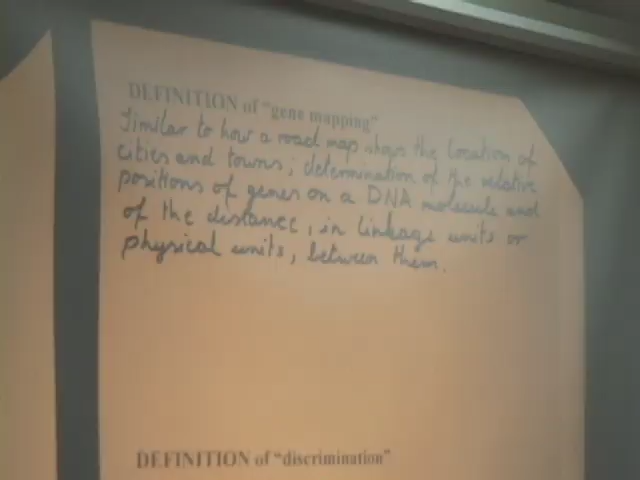 DEFINITION of "gene mapping"
Similar to how a road map shows the location of
cities and towns; determination of the relative
positions of genes on a DNA molecule and
of the distance, in linkage units or
physical units, between them.
DEFINITION of "discrimination"